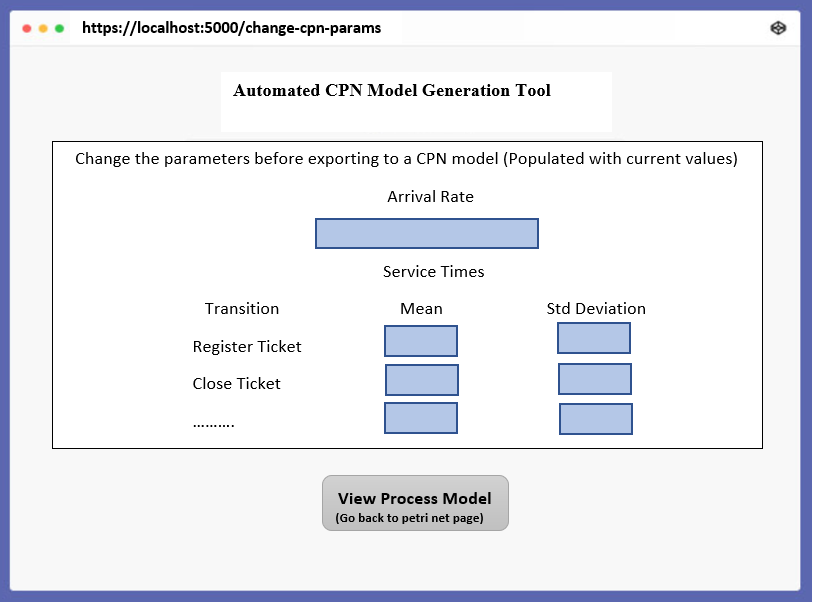 https://localhost:5000/change-cpn-params
Automated CPN Model Generation Tool
Change the parameters before exporting to a CPN model (Populated with current values)
Arrival Rate
Service Times
Transition Mean Std Deviation
Register Ticket
Close Ticket
……….
View Process Model
(Go back to petri net page)